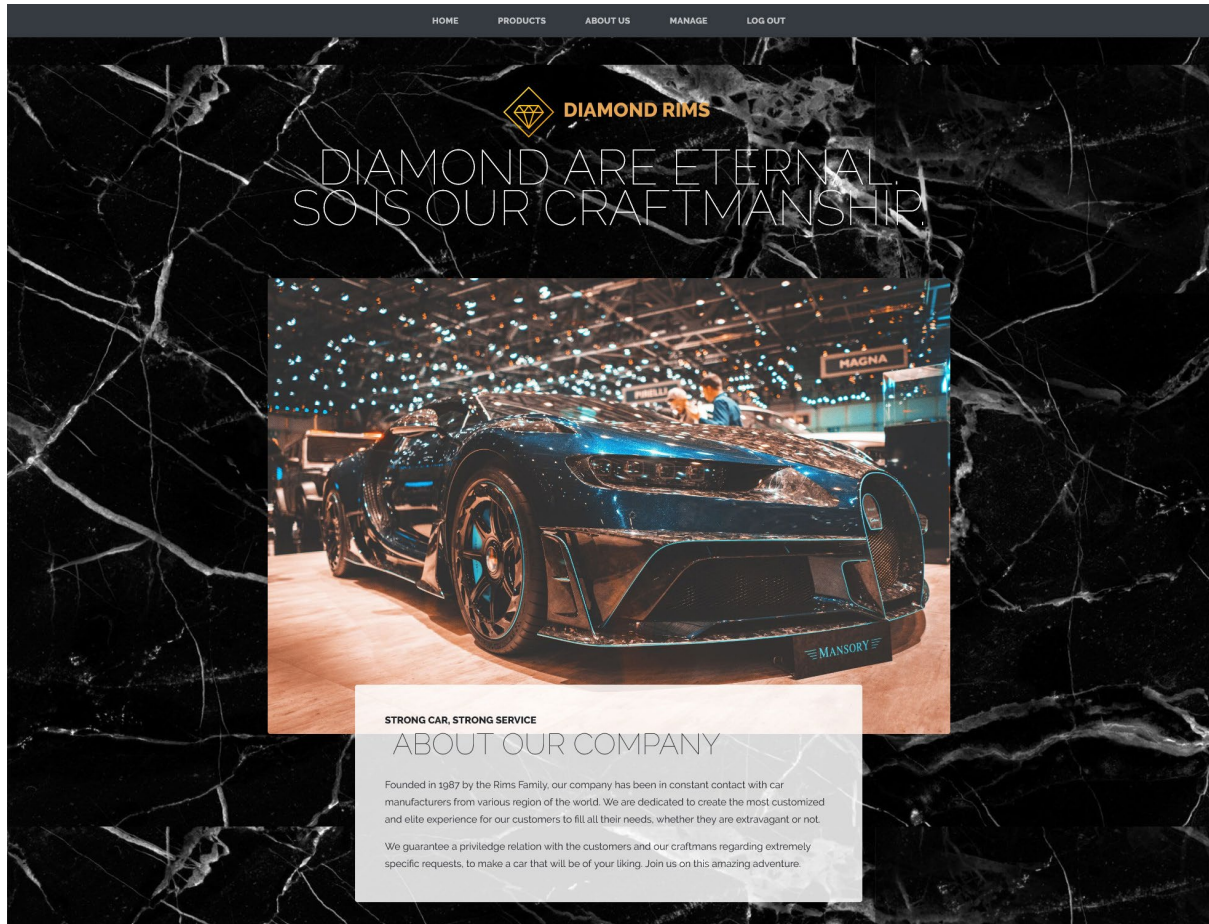 HOME PRODUCTS ABOUT US MANAGE LOG OUT
DIAMOND RIMS
DIAMOND ARE ETERNAL,
SO IS OUR CRAFTMANSHIP.
MAGNA
PIRELLI
MANSORY
STRONG CAR, STRONG SERVICE
ABOUT OUR COMPANY
Founded in 1987 by the Rims Family, our company has been in constant contact with car
manufacturers from various region of the world. We are dedicated to create the most customized
and elite experience for our customers to fill all their needs, whether they are extravagant or not.
We guarantee a priviledge relation with the customers and our craftmans regarding extremely
specific requests, to make a car that will be of your liking. Join us on this amazing adventure.